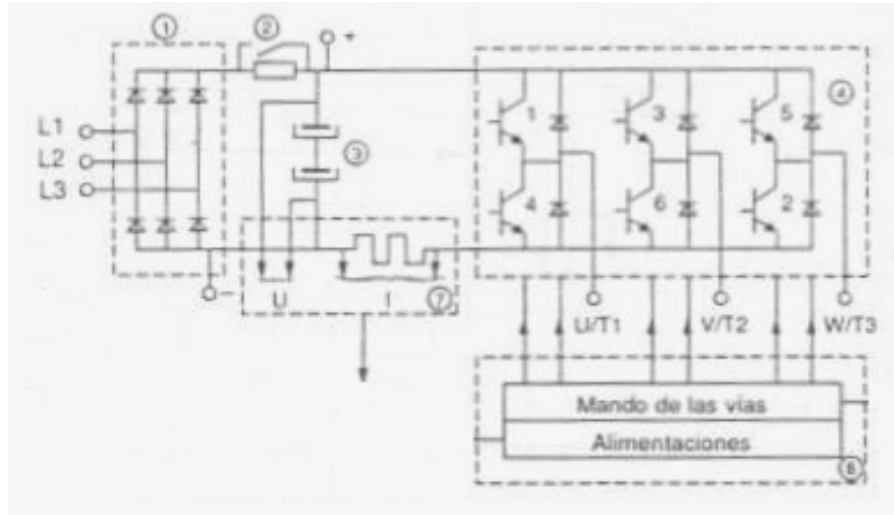 ① ②
+
1 3 5 ④
L1
L2 ③
L3
4 6 2
-
U I ⑦
U/T1 V/T2 W/T3
Mando de las vías
Alimentaciones